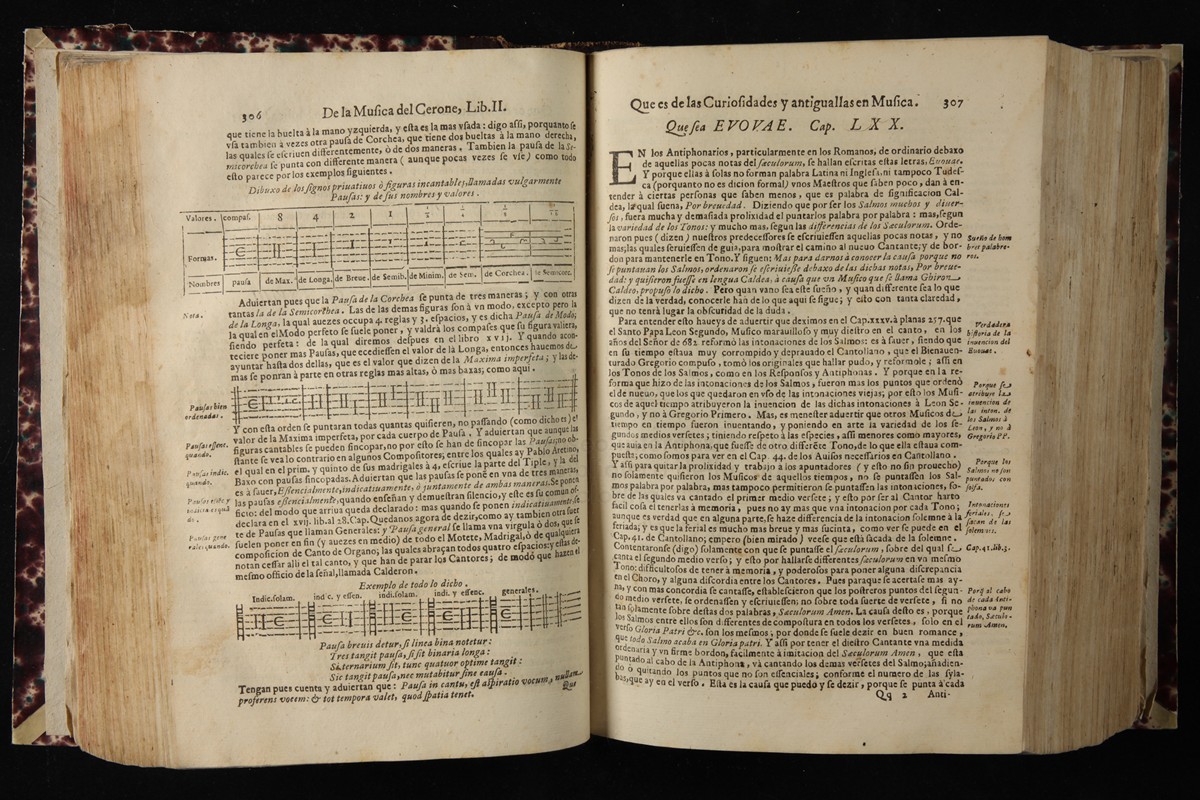 306 De la Musica del Cerone, Lib.II.
que tiene la buelta à la mano yzquierda, y esta es la mas vsada: digo assi, porquanto se
vsa tambien à vezes otra pausa de Corchea, que tiene dos bueltas à la mano derecha,
las quales se escriuen differentemente, ò de dos maneras. Tambien la pausa de la Se-
micorchea se punta con differente manera (aunque pocas vezes se vse) como todo
esto parece por los exemplos siguientes.
Dibuxo de los signos priuatiuos ò figuras incantables, llamadas vulgarmente
Pausas: y de sus nombres y valores.
Valores. compas. 8 4 2 1
Formas.
Nombres pausa de Max. de Longa. de Breue. de Semib. de Minim. de Sem. de Corchea. de Semicorc.
Aduiertan pues que la Pausa de la Corchea se punta de tres maneras; y con otras
Nota.
tantas la de la Semicorchea. Las de las demas figuras son à vn modo, excepto pero la
de la Longa, la qual auezes occupa 4. reglas y 3. espacios, y es dicha Pausa de Modo;
la qual en el Modo perfeto se suele poner, y valdrà los compases que su figura valiera,
siendo perfeta: de la qual diremos despues en el libro xvij. Y quando acon-
teciere poner mas Pausas, que ecediessen el valor de la Longa, entonces hauemos de
ayuntar hasta dos dellas, que es el valor que dizen de la Maxima imperfeta; y las de-
mas se ponran à parte en otras reglas mas altas, ò mas baxas; como aqui.
Pausas bien
ordenadas.
Y con esta orden se puntaran todas quantas quisieren, no passando (como dicho es) el
valor de la Maxima imperfeta, por cada cuerpo de Pausa. Y aduiertan que aunque las
Pausas essenc.
quando.
figuras cantables se pueden sincopar, no por esto se han de sincopar las Pausas; no ob-
stante se vea lo contrario en algunos Compositores; entre los quales ay Pablo Aretino,
el qual en el prim. y quinto de sus madrigales à 4, escriue la parte del Tiple, y la del
Pausas indic.
quando.
Baxo con pausas sincopadas. Aduiertan que las pausas se ponē en vna de tres maneras,
es à sauer, Essencialmente, indicatiuamente, ò juntamente de ambas maneras. Se ponen
las pausas essencialmente, quando enseñan y demuestran silencio, y este es su comun of-
ficio: del modo que arriua queda declarado: mas quando se ponen indicatiuamente se
declara en el xvij. lib. al 28. Cap. Quedanos agora de dezir, como ay tambien otra suer
Pausas gene
rales quando.
te de Pausas que llaman Generales: y Pausa general se llama vna virgula ò dos, que se
suelen poner en fin (y auezes en medio) de todo el Motete, Madrigal, ò de qualquiera
composicion de Canto de Organo; las quales abraçan todos quatro espacios: y estas de-
notan cessar alli el tal canto, y que han de parar los Cantores; de modo que hazen el
mesmo officio de la señal, llamada Calderon.
Exemplo de todo lo dicho.
Indic. solam. indic. y essen. indi. solam. indi. y essenc. generales.
Pausa breuis detur, si linea bina notetur:
Tres tangit pausa, si sit binaria longa:
Si ternarium sit, tunc quatuor optime tangit:
Sic tangit pausa, nec mutabitur sine causa.
Tengan pues cuenta y aduiertan que: Pausa in cantu, est aspiratio vocum, nullam
proferens vocem: & tot tempora valet, quod spatia tenet. Que
Que es de las Curiosidades y antiguallas en Musica. 307
Que sea EVOVAE. Cap. LXX.
EN los Antiphonarios, particularmente en los Romanos, de ordinario debaxo
de aquellas pocas notas del sæculorum, se hallan escritas estas letras, Euouae.
Y porque ellas à solas no forman palabra Latina ni Inglesa, ni tampoco Tudes-
ca (porquanto no es dicion formal) vnos Maestros que saben poco, dan à en-
tender à ciertas personas que saben menos, que es palabra de significacion Cal-
dea, la qual suena, Por breuedad. Diziendo que por ser los Salmos muchos y diuer-
sos, fuera mucha y demasiada prolixidad el puntarlos palabra por palabra: mas, segun
la variedad de los Tonos: y mucho mas, segun las differencias de los Sæculorum. Orde-
naron pues (dizen) nuestros predecessores se escriuiessen aquellas pocas notas, y no
Sueño de hom
bres palabre-
ros.
mas; las quales seruiessen de guia, para mostrar el camino al nueuo Cantante; y de bor-
don para mantenerle en Tono. Y siguen: Mas para darnos à conocer la causa porque no
se puntauan los Salmos, ordenaron se escriuiesse debaxo de las dichas notas, Por breue-
dad: y quisieron fuesse en lengua Caldea, à causa que vn Musico que se llama Ghiron
Caldeo, propuso lo dicho. Pero quan vano sea este sueño, y quan differente sea lo que
dizen de la verdad, conocerle han de lo que aqui se sigue; y esto con tanta claredad,
que no tenrà lugar la obscuridad de la duda.
Para entender esto haueys de aduertir que deximos en el Cap. xxxv. à planas 257. que
Verdadera
historia de la
inuencion del
Euouae.
el Santo Papa Leon Segundo, Musico marauilloso y muy diestro en el canto, en los
años del Señor de 682 reformò las intonaciones de los Salmos: es à sauer, siendo que
en su tiempo estaua muy corrompido y deprauado el Cantollano, que el Bienauen-
turado Gregorio compuso, tomò los originales que hallar pudo, y reformole; assi en
los Tonos de los Salmos, como en los Responsos y Antiphonas. Y porque en la re-
forma que hizo de las intonaciones de los Salmos, fueron mas los puntos que ordenò
Porque se
atribuye la
inuencion de
las inton. de
los Salmos à
Leon, y no à
Gregorio PP.
el de nueuo, que los que quedaron en vso de las intonaciones viejas; por esto los Musi-
cos de aquel tiempo atribuyeron la inuencion de las dichas intonaciones à Leon Se-
gundo, y no à Gregorio Primero. Mas, es menester aduertir que otros Musicos de
tiempo en tiempo fueron inuentando, y poniendo en arte la variedad de los se-
gundos medios versetes; tiniendo respeto à las especies, assi menores como mayores,
que auia en la Antiphona, que fuesse de otro differēte Tono, de lo que ella estaua com-
puesta; como somos para ver en el Cap. 44. de los Auisos necessarios en Cantollano.
Porque los
Salmos no son
puntados con
solfa.
Y assi para quitar la prolixidad y trabajo à los apuntadores (y esto no sin prouecho)
no solamente quisieron los Musicos de aquellos tiempos, no se puntassen los Sal-
mos palabra por palabra, mas tampoco permitieron se puntassen las intonaciones, so-
bre de las quales va cantado el primer medio versete; y esto por ser al Cantor harto
facil cosa el tenerlas à memoria, pues no ay mas que vna intonacion por cada Tono;
Intonaciones
feriales. se
sacan de las
solemnes.
aunque es verdad que en alguna parte, se haze differencia de la intonacion solemne à la
feriada; y es que la ferial es mucho mas breue y mas sucinta, como ver se puede en el
Cap. 41. de Cantollano; empero (bien mirado) veese que està sacada de la solemne.
Cap. 41. lib. 3.
Contentaronse (digo) solamente con que se puntasse el sæculorum, sobre del qual se
canta el segundo medio verso; y esto por hallarse differentes sæculorum en vn mesmo
Tono: difficultosos de tener à memoria, y poderosos para poner alguna discrepancia
en el Choro, y alguna discordia entre los Cantores. Pues paraque se acertase mas ay-
na, y con mas concordia se cantasse, establescieron que los postreros puntos del segun-
do medio versete, se ordenassen y escriuiessen; no sobre toda suerte de versete, si no
Porq̃ al cabo
de cada Anti-
phona va pun
tado, Sæculo-
rum Amen.
tan solamente sobre destas dos palabras, Sæculorum Amen. La causa desto es, porque
los Salmos entre ellos son differentes de compostura en todos los versetes, solo en el
verso Gloria Patri &c. son los mesmos; por donde se suele dezir en buen romance,
que todo Salmo acaba en Gloria patri. Y assi por tener el diestro Cantante vna medida
ordenaria y vn firme bordon, facilmente à imitacion del Sæculorum Amen, que està
puntado al cabo de la Antiphona, và cantando los demas versetes del Salmo; añadien-
do ò quitando los puntos que no son essenciales; conforme el numero de las syla-
bas, que ay en el verso. Esta es la causa que puedo y se dezir, porque se punta à cada
Qq 2 Anti-